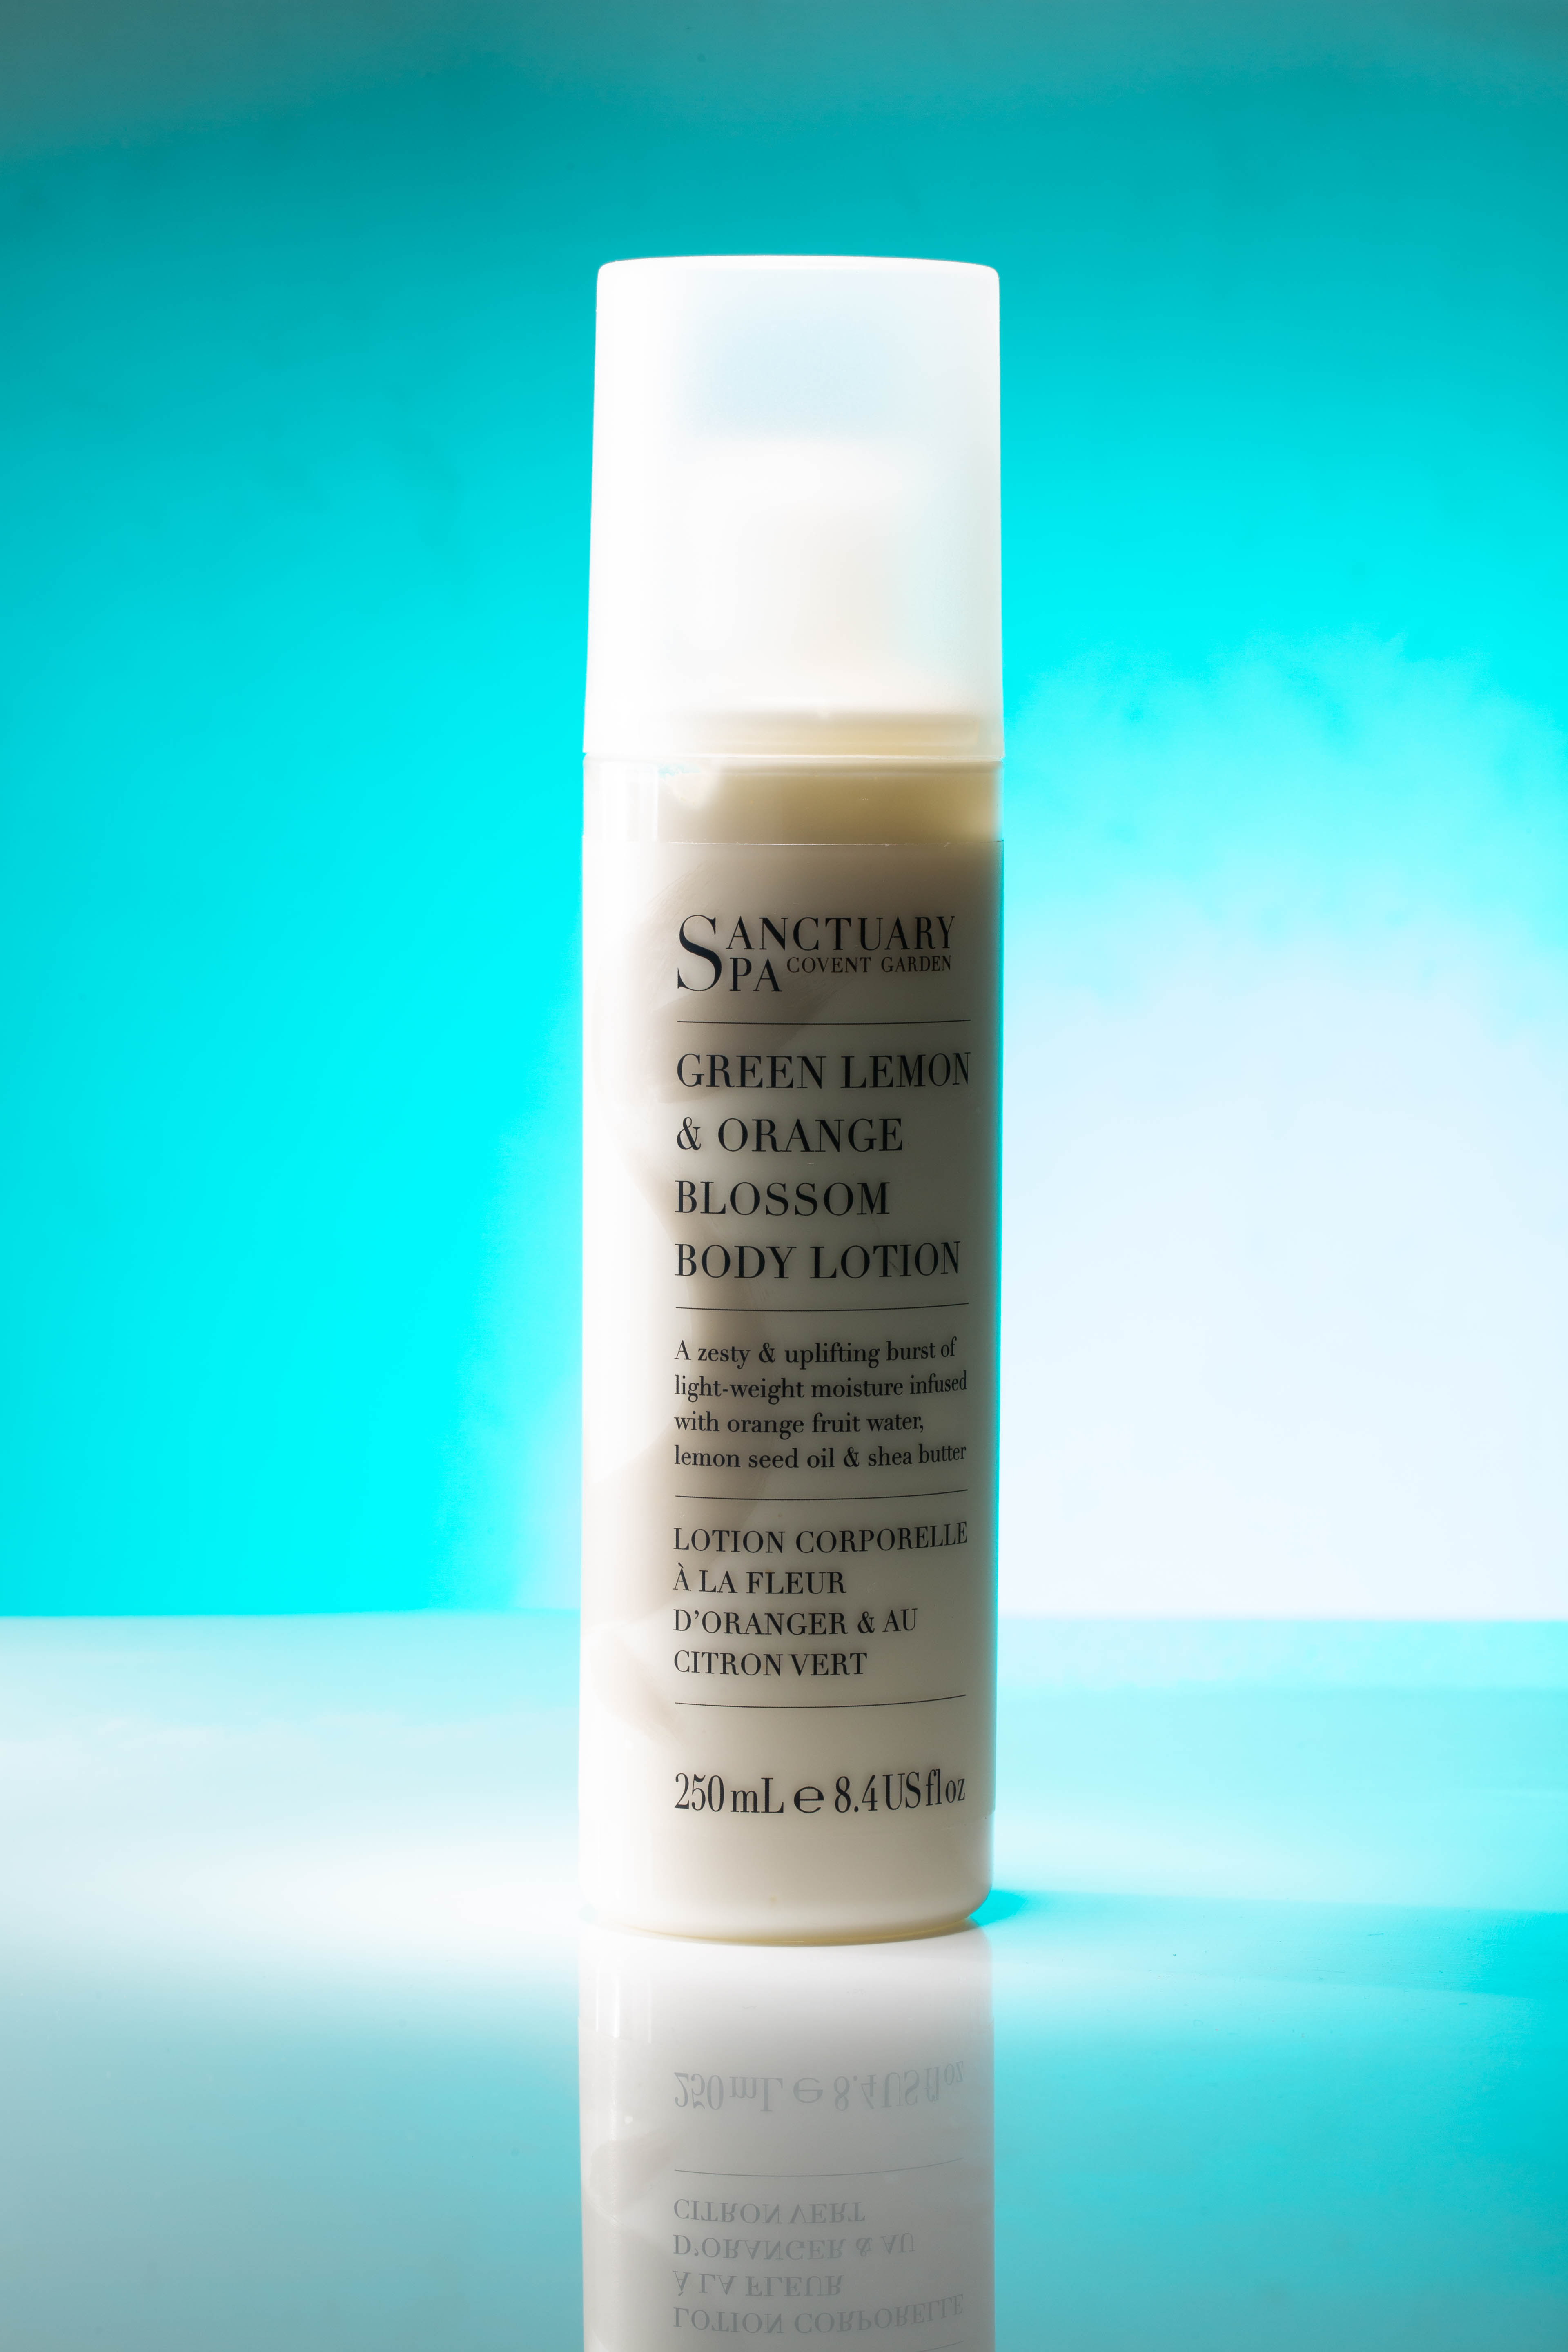 SANCTUARY
SPA COVENT GARDEN
GREEN LEMON
& ORANGE
BLOSSOM
BODY LOTION
A zesty & uplifting burst of
light-weight moisture infused
with orange fruit water,
lemon seed oil & shea butter
LOTION CORPORELLE
À LA FLEUR
D'ORANGER & AU
CITRON VERT
250 mL ℮ 8.4 US fl oz